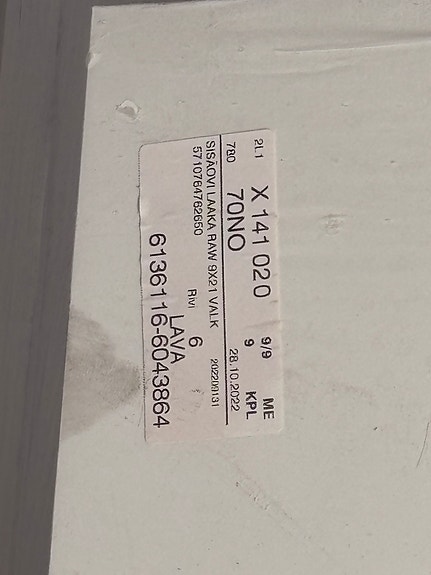 2L1 X 141 020 9/9 ME
780 70NO 9 KPL
28.10.2022
SISÄOVI LAAKA RAW 9X21 VALK
5710764762650 202209131
Rivi 6
LAVA
6136116-6043864